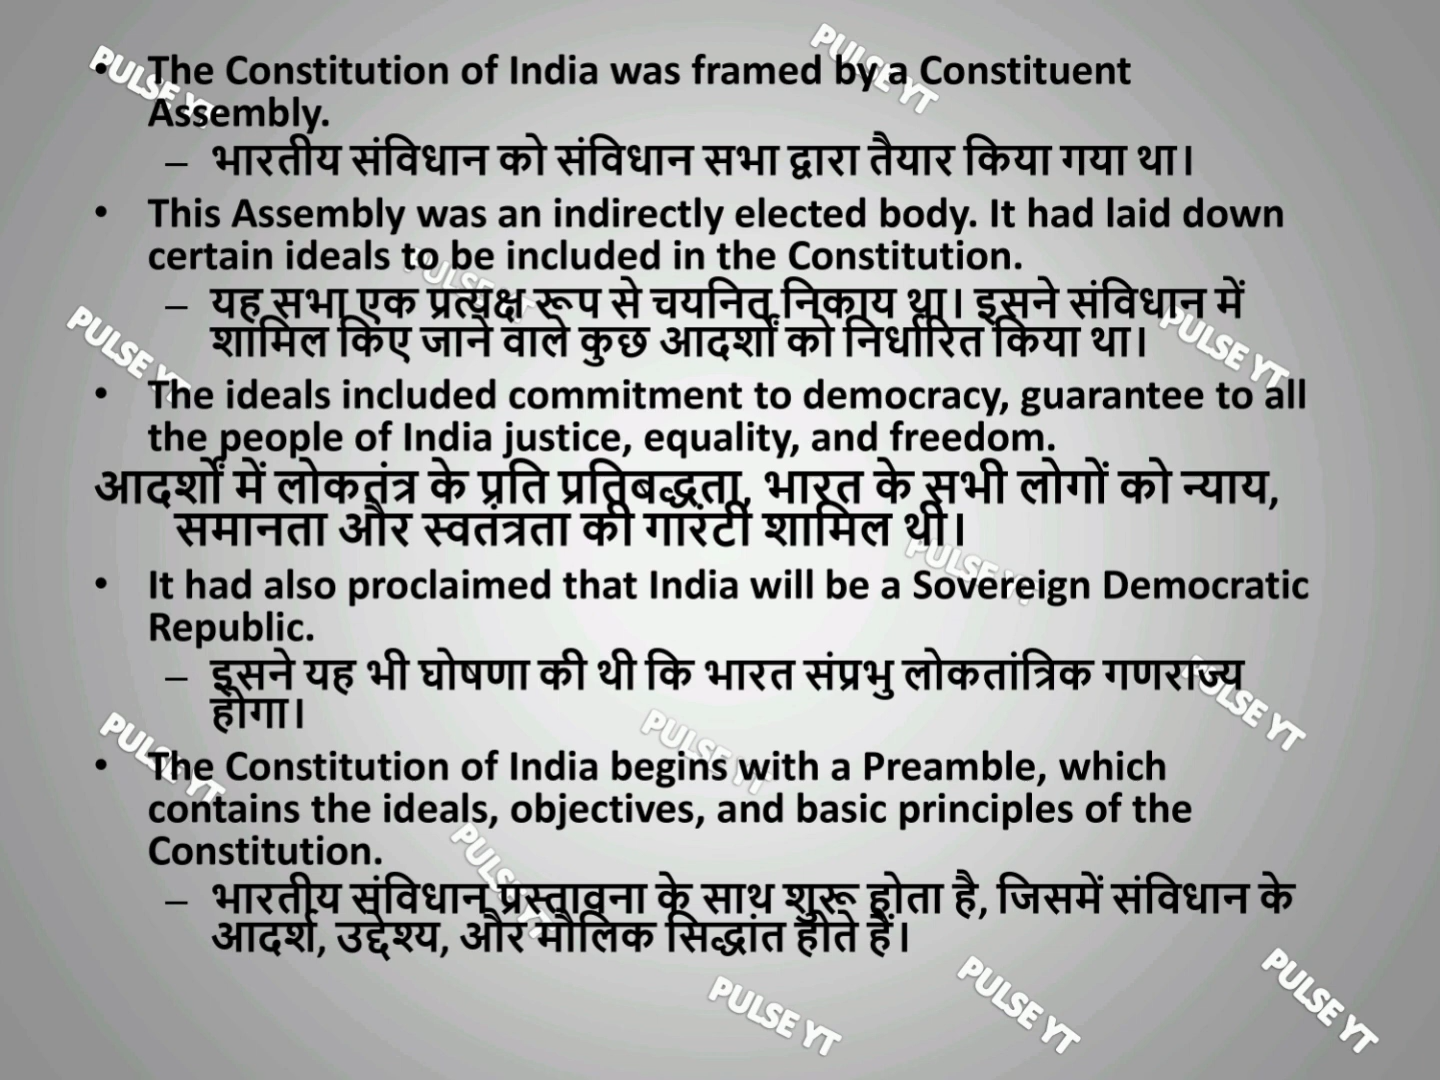 • The Constitution of India was framed by a Constituent
Assembly.
– भारतीय संविधान को संविधान सभा द्वारा तैयार किया गया था।
• This Assembly was an indirectly elected body. It had laid down
certain ideals to be included in the Constitution.
– यह सभा एक प्रत्यक्ष रूप से चयनित निकाय था। इसने संविधान में
शामिल किए जाने वाले कुछ आदर्शों को निर्धारित किया था।
• The ideals included commitment to democracy, guarantee to all
the people of India justice, equality, and freedom.
आदर्शों में लोकतंत्र के प्रति प्रतिबद्धता, भारत के सभी लोगों को न्याय,
समानता और स्वतंत्रता की गारंटी शामिल थी।
• It had also proclaimed that India will be a Sovereign Democratic
Republic.
– इसने यह भी घोषणा की थी कि भारत संप्रभु लोकतांत्रिक गणराज्य
होगा।
• The Constitution of India begins with a Preamble, which
contains the ideals, objectives, and basic principles of the
Constitution.
– भारतीय संविधान प्रस्तावना के साथ शुरू होता है, जिसमें संविधान के
आदर्श, उद्देश्य, और मौलिक सिद्धांत होते हैं।
PULSE YT
PULSE YT
PULSE YT
PULSE YT
PULSE YT
PULSE YT
PULSE YT
PULSE YT
PULSE YT
PULSE YT
PULSE YT
PULSE YT
PULSE YT